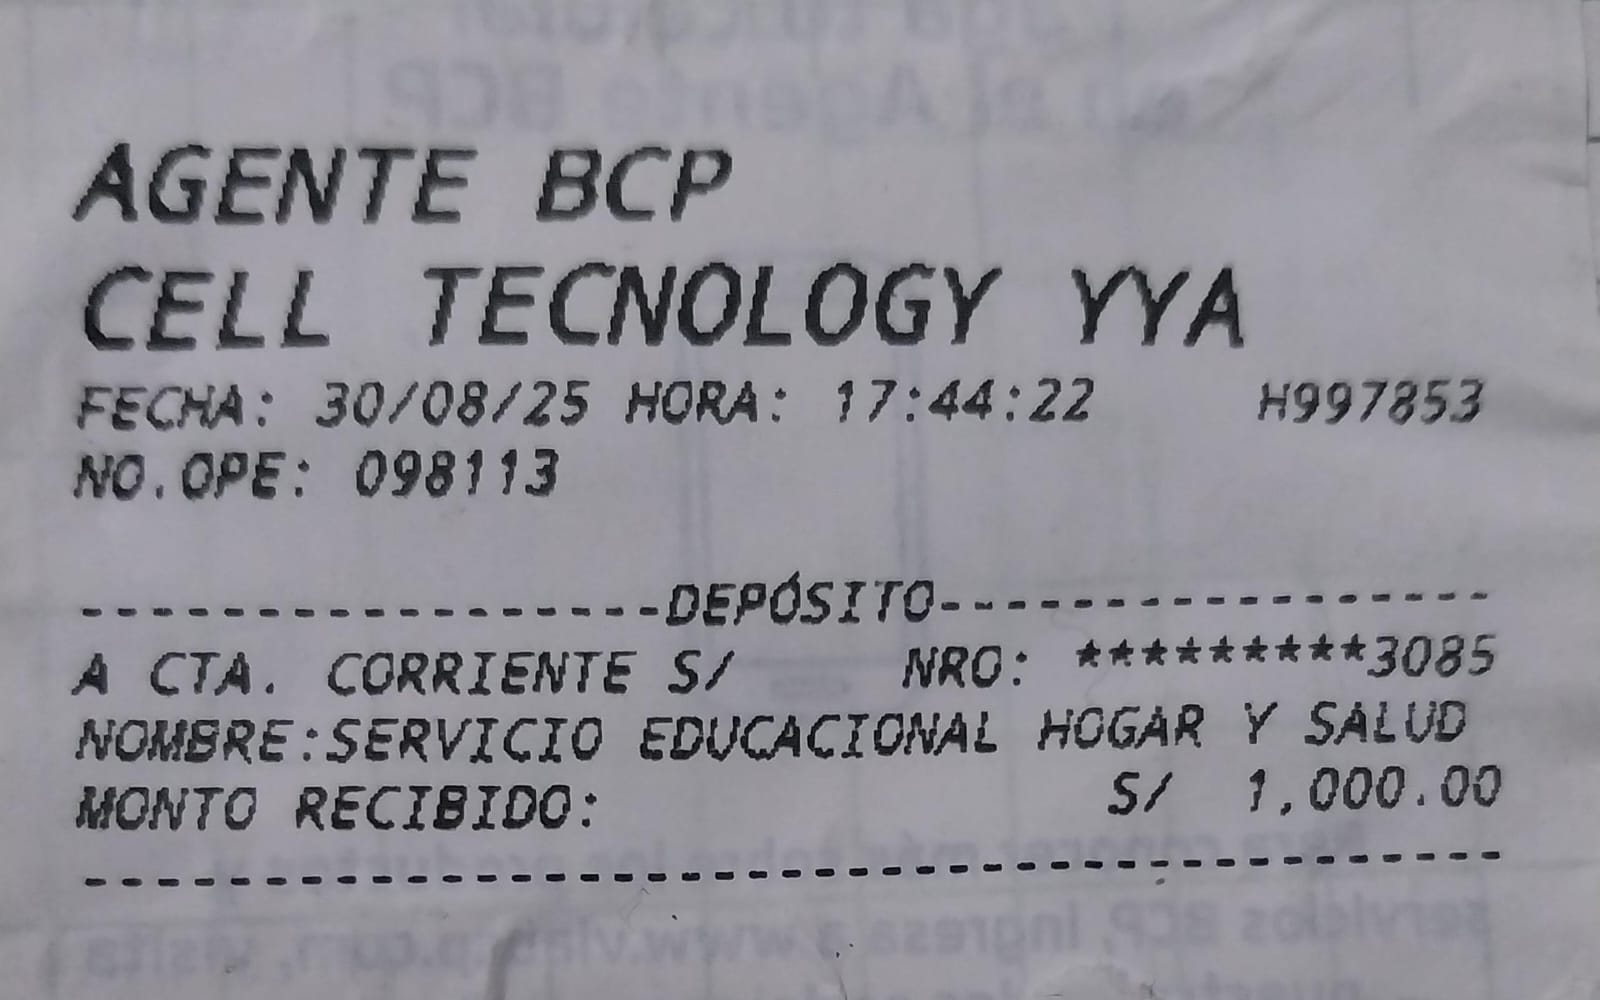 AGENTE BCP
CELL TECNOLOGY YYA
FECHA: 30/08/25 HORA: 17:44:22 H997853
NO.OPE: 098113
-----------------DEPÓSITO----------------
A CTA. CORRIENTE S/ NRO: *********3085
NOMBRE:SERVICIO EDUCACIONAL HOGAR Y SALUD
MONTO RECIBIDO: S/ 1,000.00
----------------------------------------